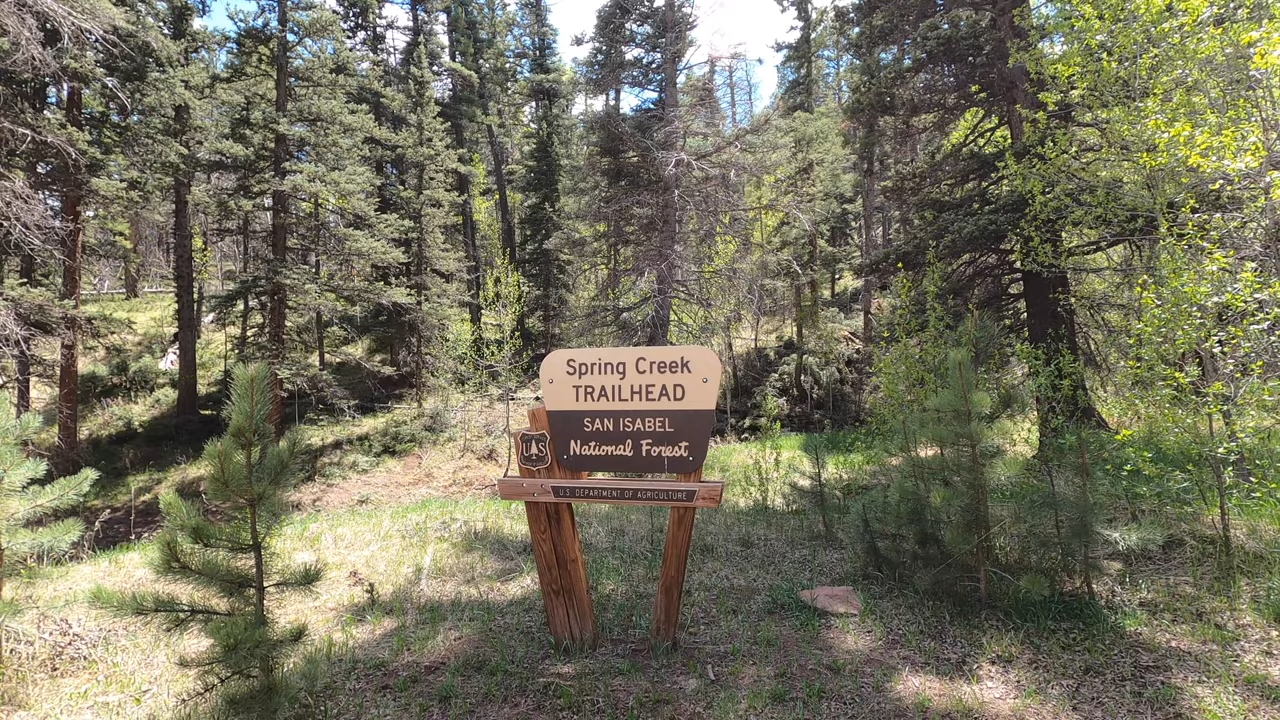 Spring Creek
TRAILHEAD
SAN ISABEL
National Forest
US
U.S. DEPARTMENT OF AGRICULTURE